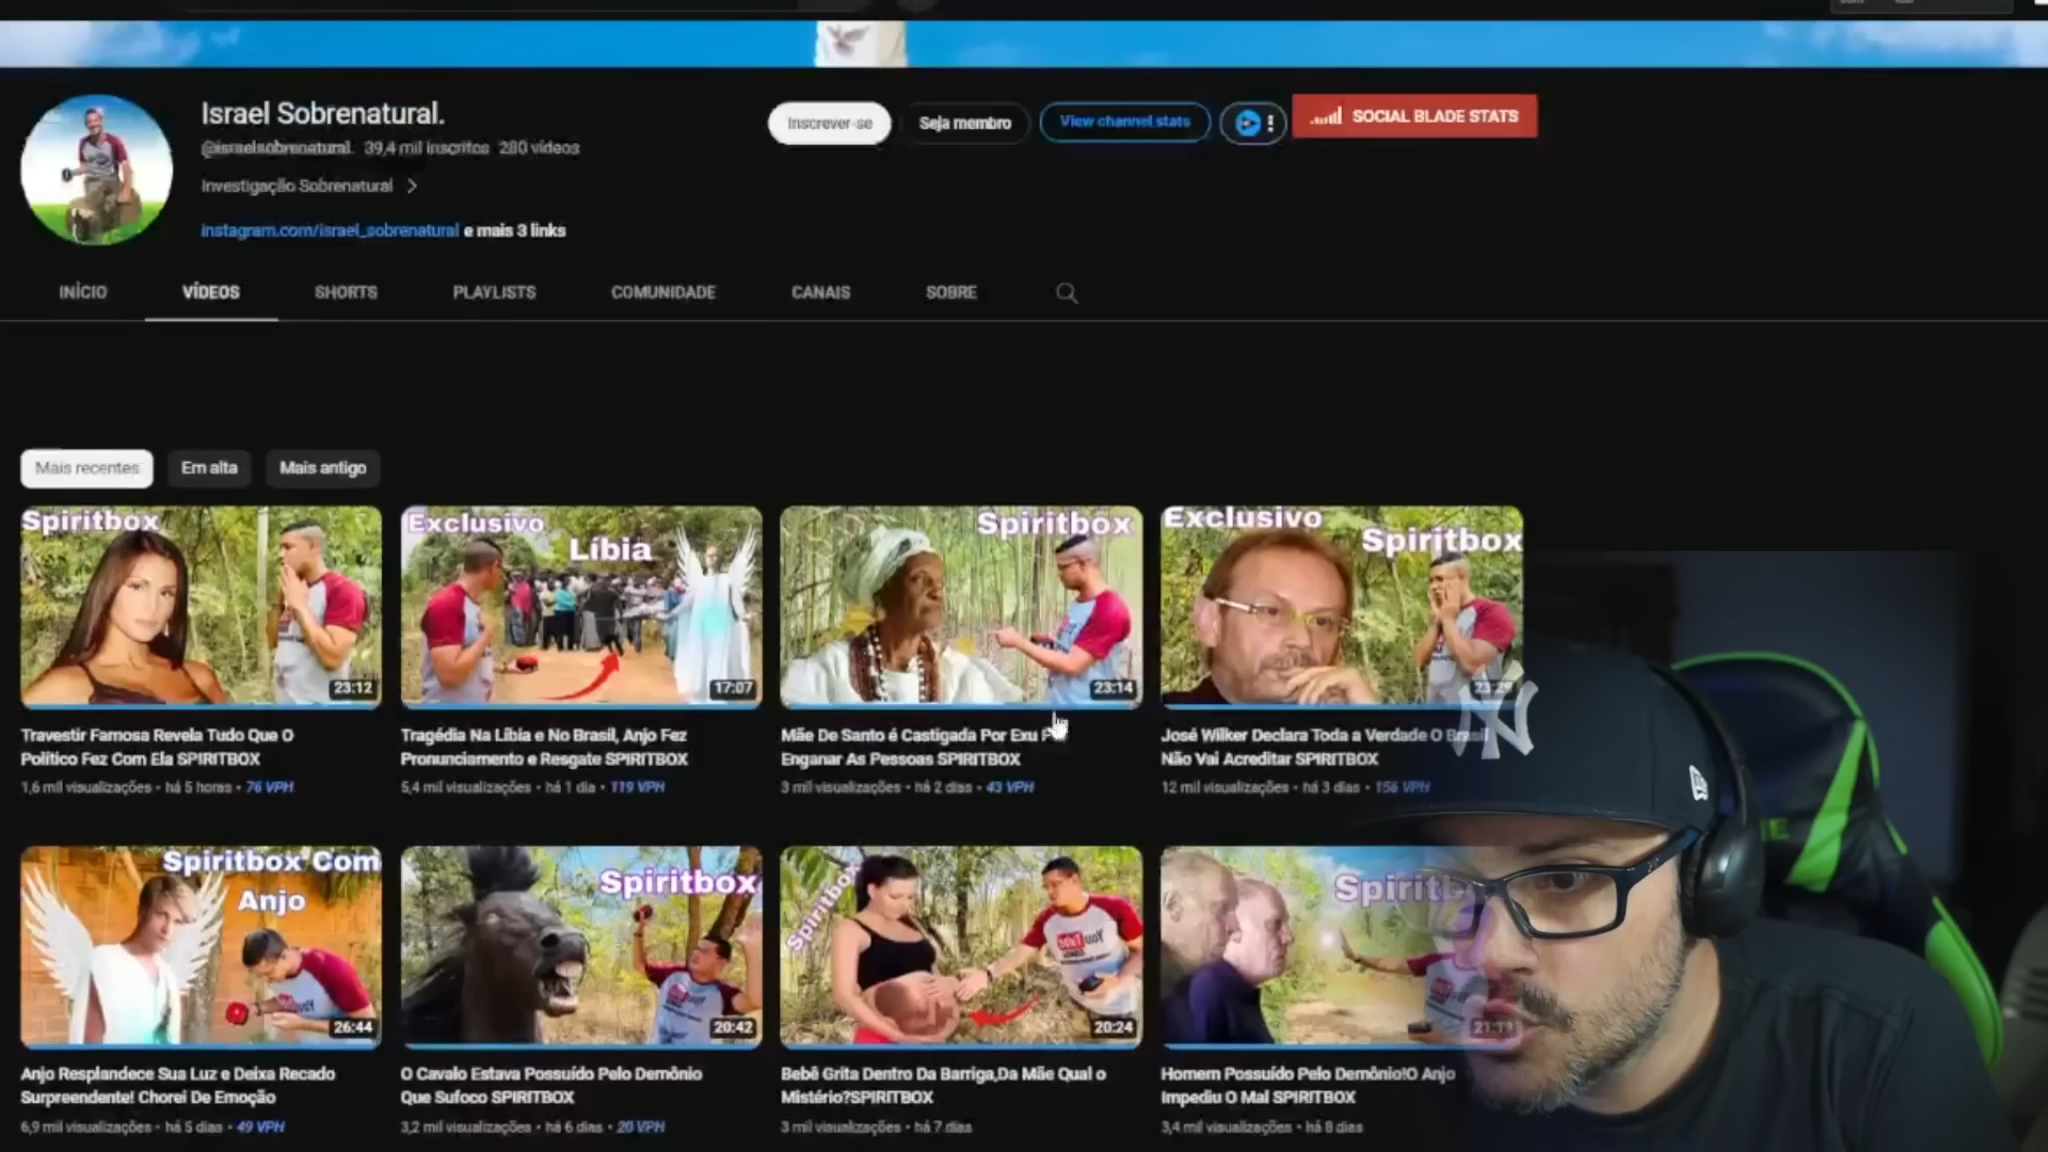 Israel Sobrenatural.
@israelsobrenatural. 39,4 mil inscritos 280 vídeos
Investigação Sobrenatural
instagram.com/israel_sobrenatural e mais 3 links
Inscrever-se
Seja membro
View channel stats
SOCIAL BLADE STATS
INÍCIO VÍDEOS SHORTS PLAYLISTS COMUNIDADE CANAIS SOBRE
Mais recentes Em alta Mais antigo
Spiritbox
23:12
Exclusivo
Líbia
17:07
Spiritbox
23:14
Exclusivo
Spiritbox
Travestir Famosa Revela Tudo Que O
Político Fez Com Ela SPIRITBOX
1,6 mil visualizações • há 5 horas • 76 VPH
Tragédia Na Líbia e No Brasil, Anjo Fez
Pronunciamento e Resgate SPIRITBOX
5,4 mil visualizações • há 1 dia • 119 VPH
Mãe De Santo é Castigada Por Exu
Enganar As Pessoas SPIRITBOX
3 mil visualizações • há 2 dias • 43 VPH
José Wilker Declara Toda a Verdade O Brasil
Não Vai Acreditar SPIRITBOX
12 mil visualizações • há 3 dias • 156 VPH
NY
Spiritbox Com
Anjo
26:44
Spiritbox
20:42
Spiritbox
20:24
Spiritb
Anjo Resplandece Sua Luz e Deixa Recado
Surpreendente! Chorei De Emoção
6,9 mil visualizações • há 5 dias • 49 VPH
O Cavalo Estava Possuído Pelo Demônio
Que Sufoco SPIRITBOX
3,2 mil visualizações • há 6 dias • 20 VPH
Bebê Grita Dentro Da Barriga,Da Mãe Qual o
Mistério?SPIRITBOX
3 mil visualizações • há 7 dias
Homem Possuído Pelo Demônio!O Anjo
Impediu O Mal SPIRITBOX
3,4 mil visualizações • há 8 dias